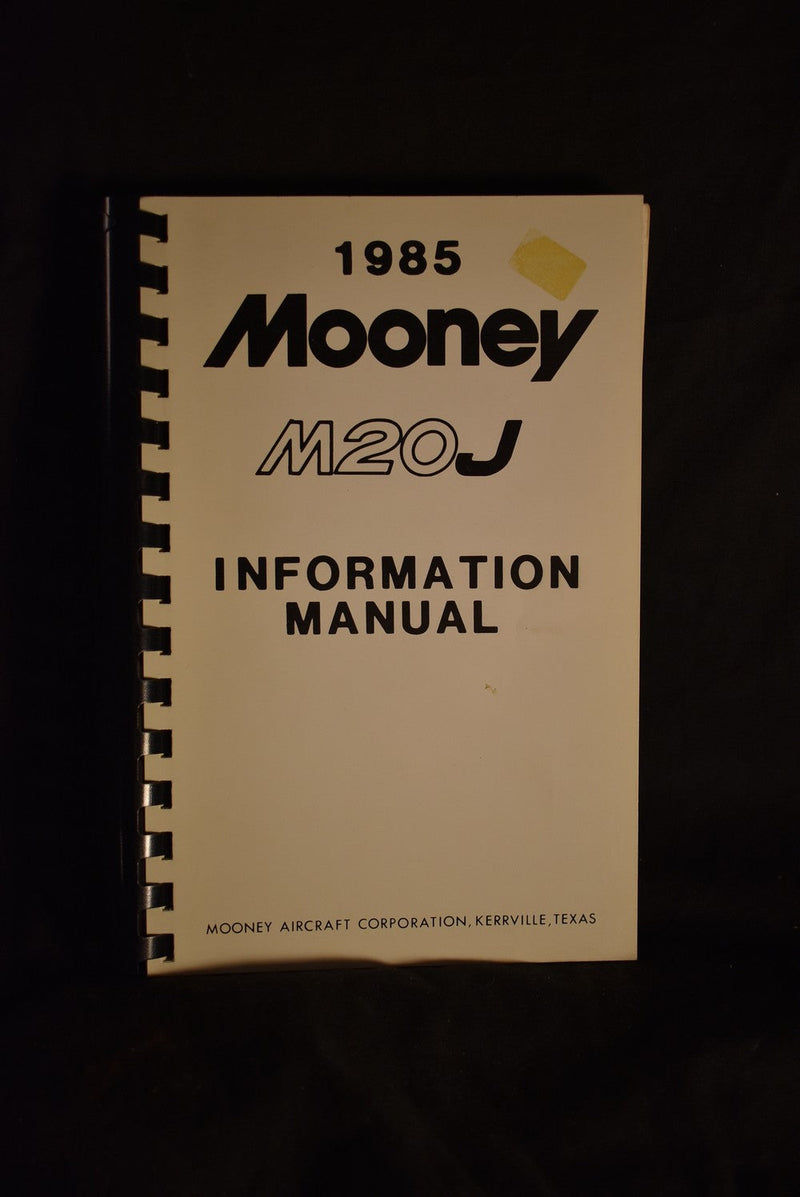 1985
Mooney
M20J
INFORMATION
MANUAL
MOONEY AIRCRAFT CORPORATION, KERRVILLE, TEXAS